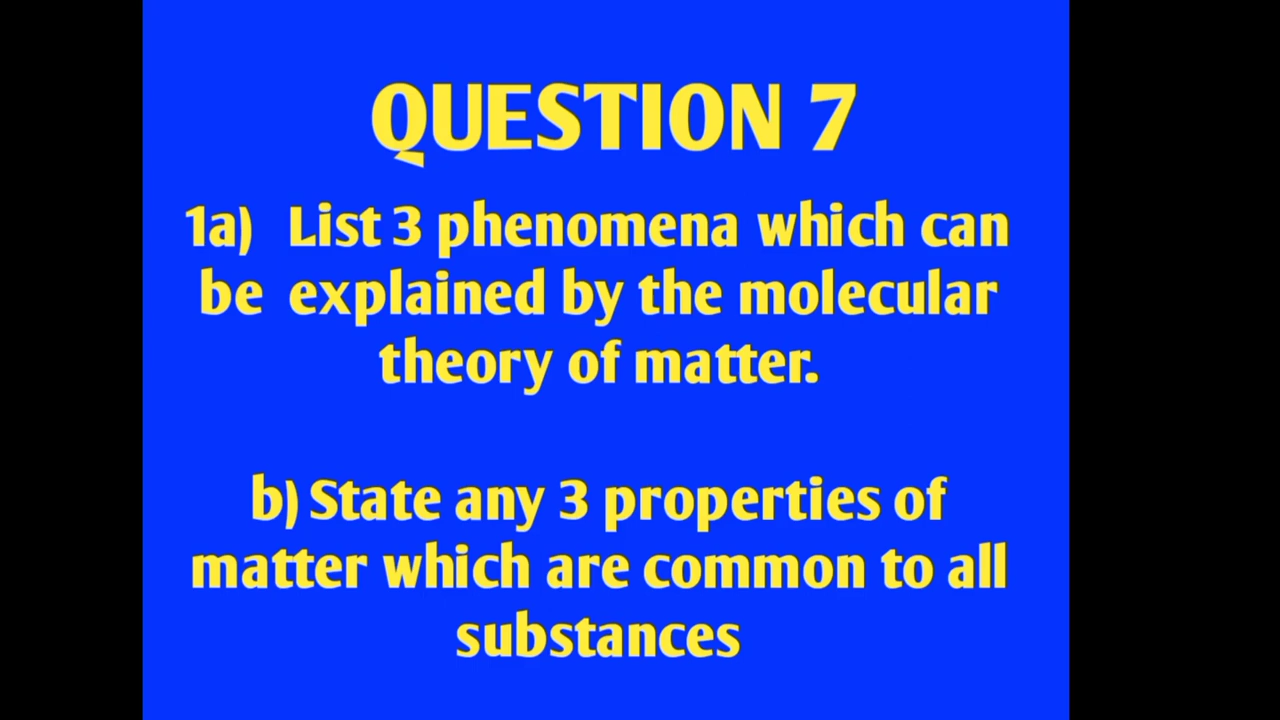 QUESTION 7
1a) List 3 phenomena which can
be explained by the molecular
theory of matter.
b) State any 3 properties of
matter which are common to all
substances